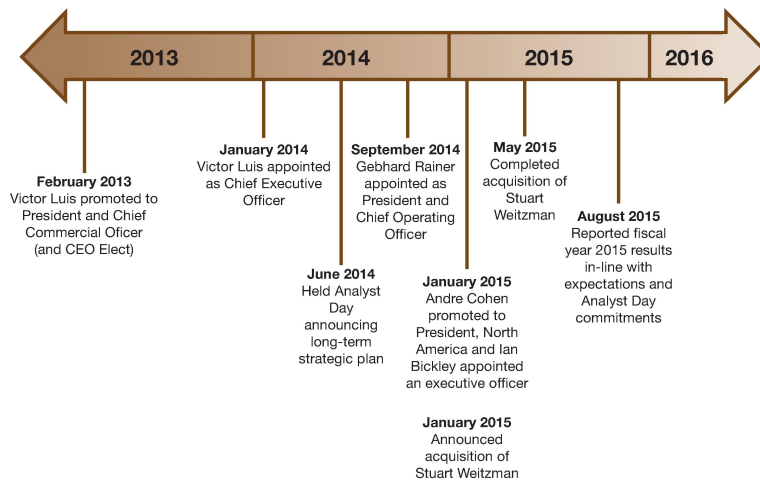 2013
2014
2015
2016
February 2013
Victor Luis promoted to
President and Chief
Commercial Oficer
(and CEO Elect)
January 2014
Victor Luis appointed
as Chief Executive
Officer
June 2014
Held Analyst
Day
announcing
long-term
strategic plan
September 2014
Gebhard Rainer
appointed as
President and
Chief Operating
Officer
January 2015
Andre Cohen
promoted to
President, North
America and Ian
Bickley appointed
an executive officer
January 2015
Announced
acquisition of
Stuart Weitzman
May 2015
Completed
acquisition of
Stuart
Weitzman
August 2015
Reported fiscal
year 2015 results
in-line with
expectations and
Analyst Day
commitments